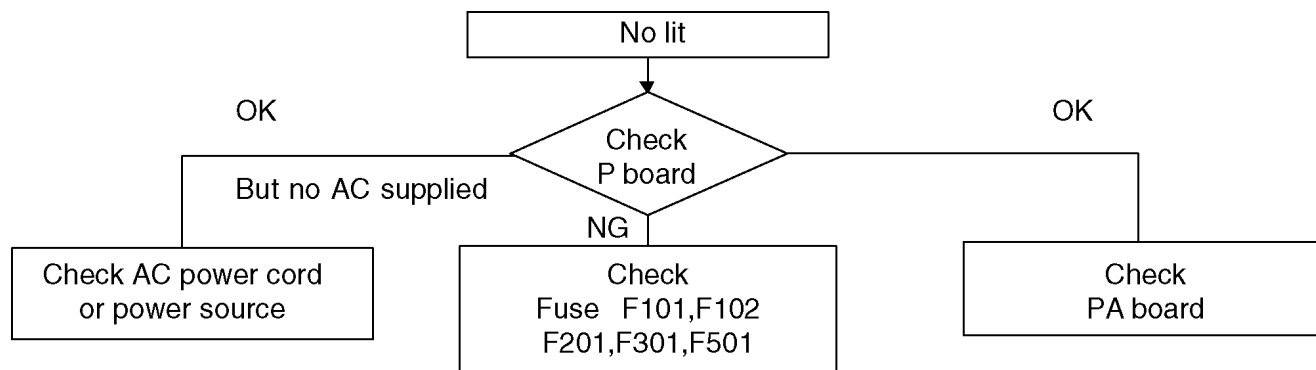 No lit
OK
OK
Check
P board
But no AC supplied
NG
Check AC power cord
or power source
Check
Fuse F101,F102
F201,F301,F501
Check
PA board